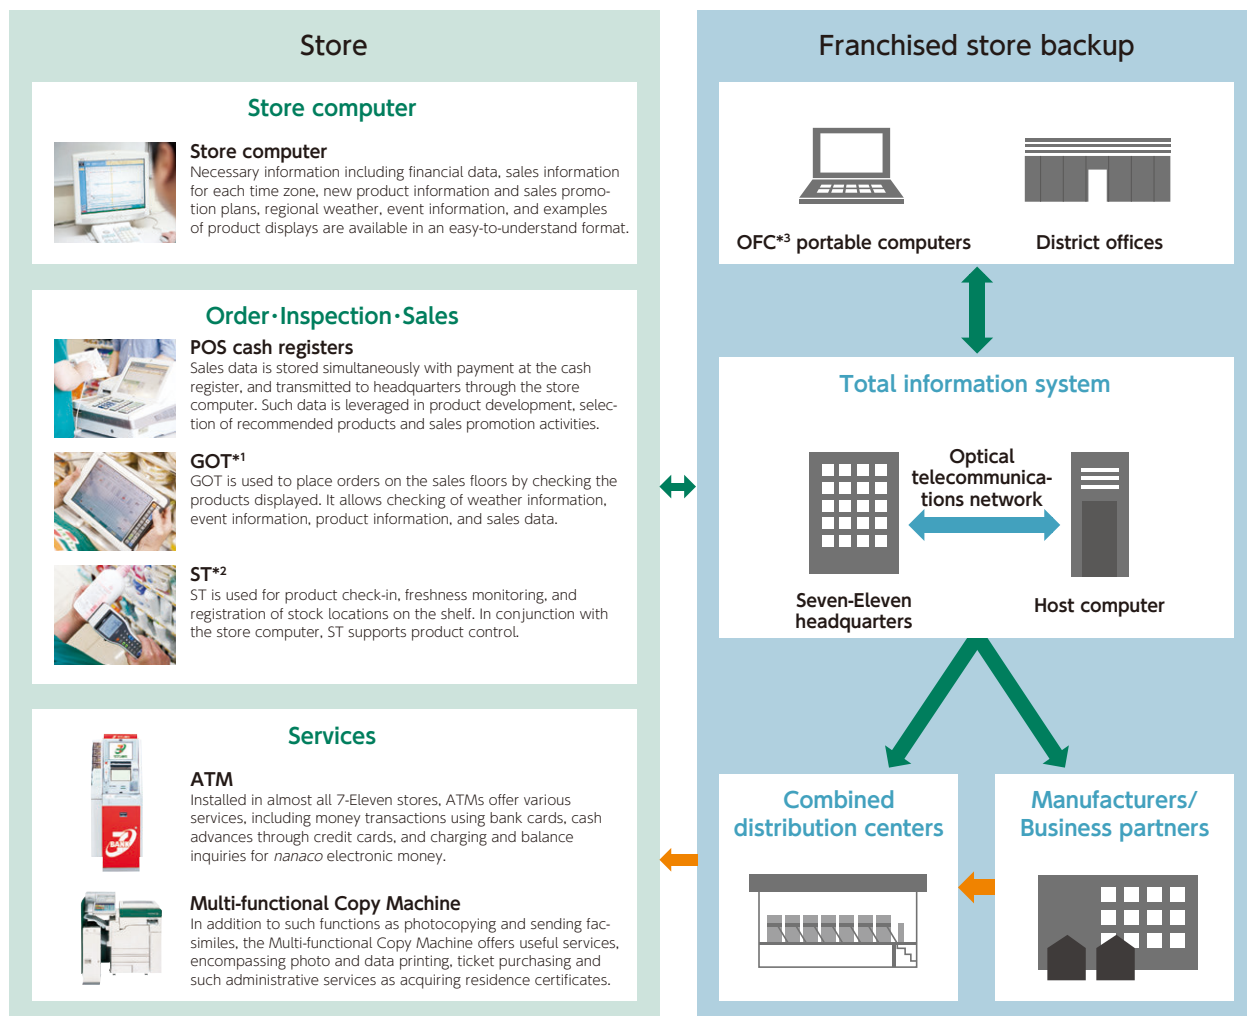 Store
Store computer
Store computer
Necessary information including financial data, sales information
for each time zone, new product information and sales promo-
tion plans, regional weather, event information, and examples
of product displays are available in an easy-to-understand format.
Order·Inspection·Sales
POS cash registers
Sales data is stored simultaneously with payment at the cash
register, and transmitted to headquarters through the store
computer. Such data is leveraged in product development, selec-
tion of recommended products and sales promotion activities.
GOT*1
GOT is used to place orders on the sales floors by checking the
products displayed. It allows checking of weather information,
event information, product information, and sales data.
ST*2
ST is used for product check-in, freshness monitoring, and
registration of stock locations on the shelf. In conjunction with
the store computer, ST supports product control.
Services
ATM
Installed in almost all 7-Eleven stores, ATMs offer various
services, including money transactions using bank cards, cash
advances through credit cards, and charging and balance
inquiries for nanaco electronic money.
BANK
Multi-functional Copy Machine
In addition to such functions as photocopying and sending fac-
similes, the Multi-functional Copy Machine offers useful services,
encompassing photo and data printing, ticket purchasing and
such administrative services as acquiring residence certificates.
Franchised store backup
OFC*3 portable computers
District offices
Total information system
Optical
telecommunica-
tions network
Seven-Eleven
headquarters
Host computer
Combined
distribution centers
Manufacturers/
Business partners